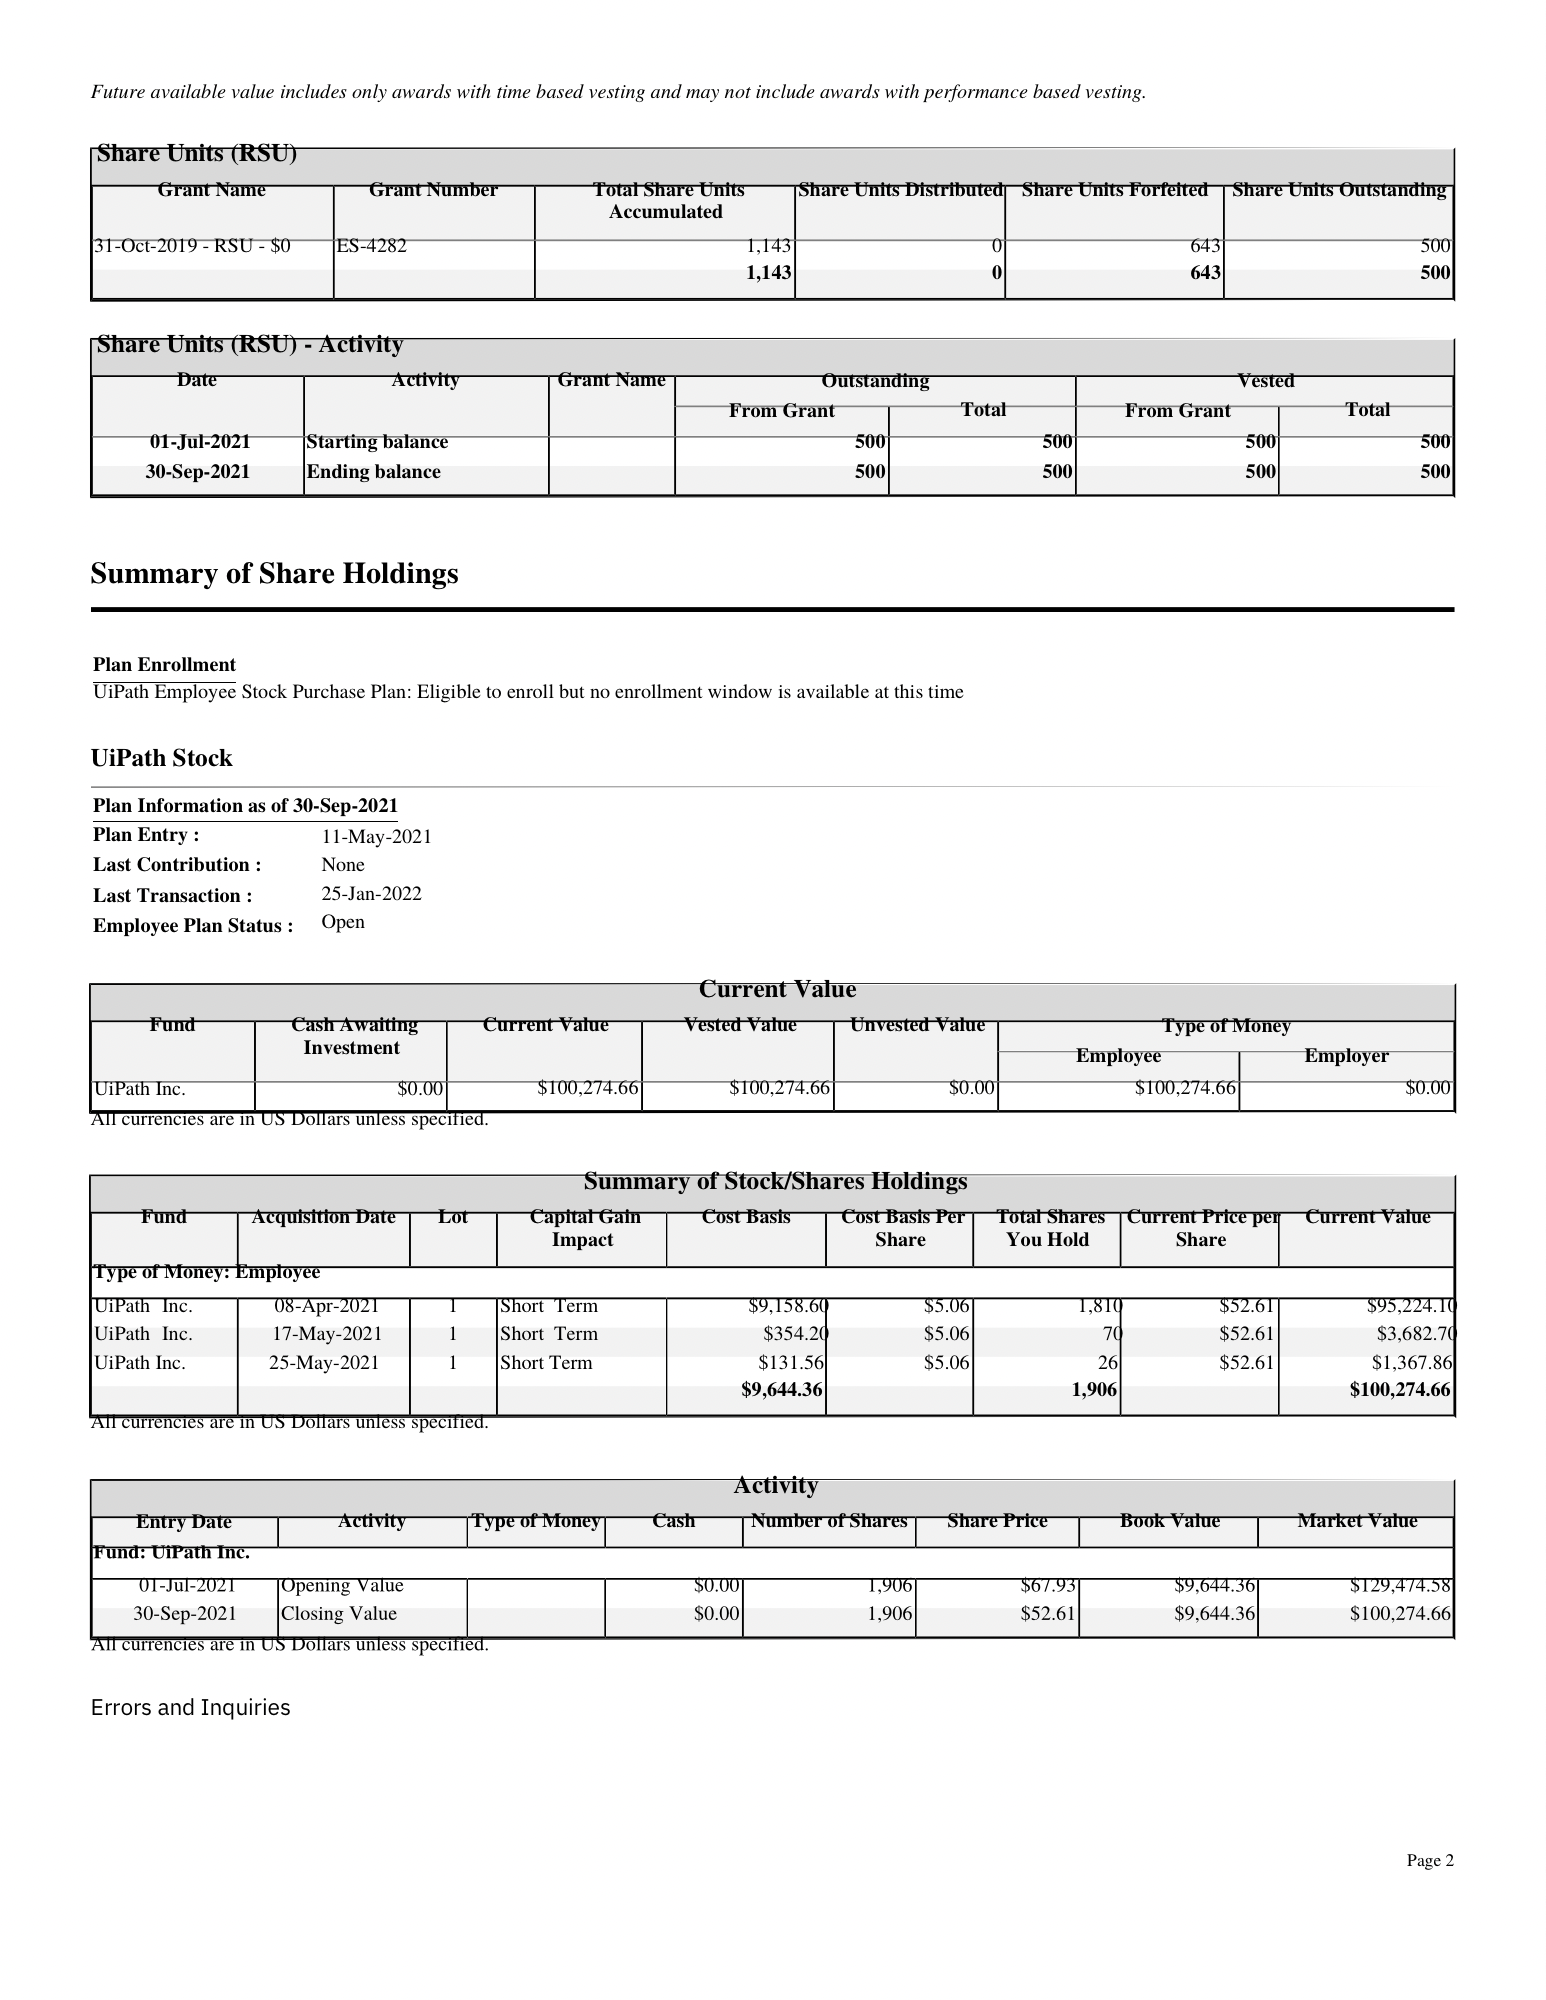 Future available value includes only awards with time based vesting and may not include awards with performance based vesting.
Share Units (RSU)
Grant Name Grant Number Total Share Units Accumulated Share Units Distributed Share Units Forfeited Share Units Outstanding
31-Oct-2019 - RSU - $0 ES-4282 1,143 0 643 500
1,143 0 643 500
Share Units (RSU) - Activity
Date Activity Grant Name Outstanding Vested
From Grant Total From Grant Total
01-Jul-2021 Starting balance 500 500 500 500
30-Sep-2021 Ending balance 500 500 500 500
Summary of Share Holdings
Plan Enrollment
UiPath Employee Stock Purchase Plan: Eligible to enroll but no enrollment window is available at this time
UiPath Stock
Plan Information as of 30-Sep-2021
Plan Entry : 11-May-2021
Last Contribution : None
Last Transaction : 25-Jan-2022
Employee Plan Status : Open
Current Value
Fund Cash Awaiting Investment Current Value Vested Value Unvested Value Type of Money
Employee Employer
UiPath Inc. $0.00 $100,274.66 $100,274.66 $0.00 $100,274.66 $0.00
All currencies are in US Dollars unless specified.
Summary of Stock/Shares Holdings
Fund Acquisition Date Lot Capital Gain Impact Cost Basis Cost Basis Per Share Total Shares You Hold Current Price per Share Current Value
Type of Money: Employee
UiPath Inc. 08-Apr-2021 1 Short Term $9,158.60 $5.06 1,810 $52.61 $95,224.10
UiPath Inc. 17-May-2021 1 Short Term $354.20 $5.06 70 $52.61 $3,682.70
UiPath Inc. 25-May-2021 1 Short Term $131.56 $5.06 26 $52.61 $1,367.86
$9,644.36 1,906 $100,274.66
All currencies are in US Dollars unless specified.
Activity
Entry Date Activity Type of Money Cash Number of Shares Share Price Book Value Market Value
Fund: UiPath Inc.
01-Jul-2021 Opening Value $0.00 1,906 $67.93 $9,644.36 $129,474.58
30-Sep-2021 Closing Value $0.00 1,906 $52.61 $9,644.36 $100,274.66
All currencies are in US Dollars unless specified.
Errors and Inquiries
Page 2